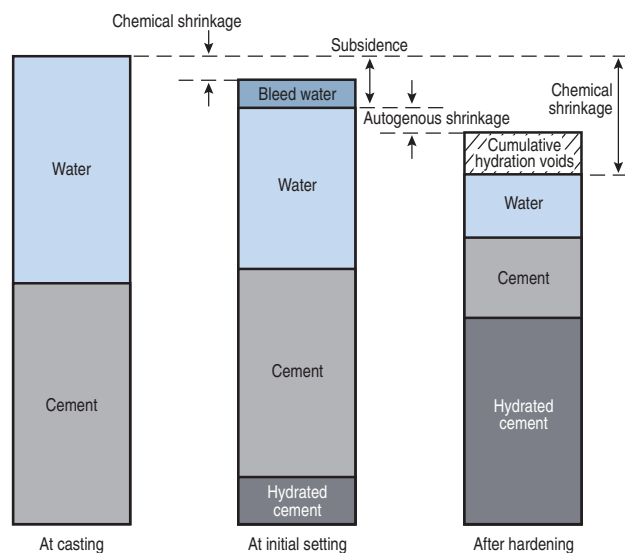 Chemical shrinkage
Subsidence
Bleed water
Autogenous shrinkage
Chemical
shrinkage
Cumulative
hydration voids
Water
Water
Water
Cement
Cement
Cement
Hydrated
cement
Hydrated
cement
At casting
At initial setting
After hardening